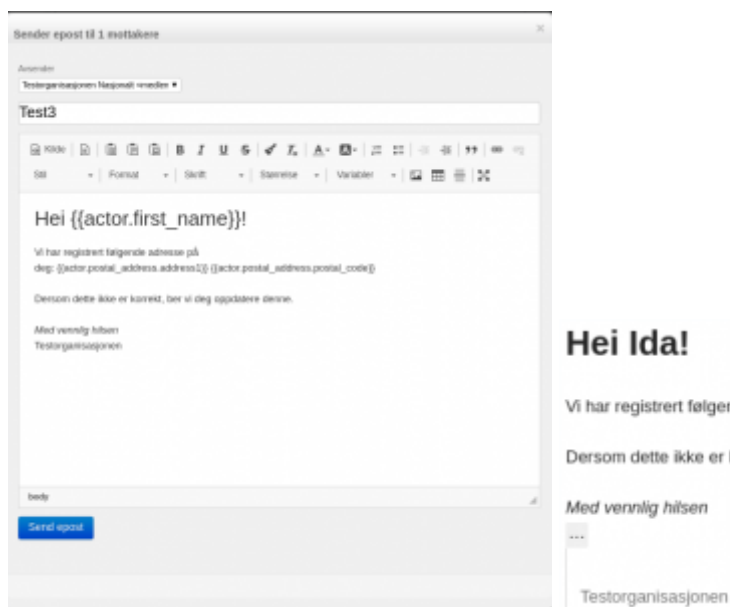 Sender epost til 1 mottakere
×
Avsender
Testorganisasjonen Nasjonalt
Test3
Kilde B I U S
Stil Format Skrift Størrelse Variabler
Hei {{actor.first_name}}!
Vi har registrert følgende adresse på
deg: {{actor.postal_address.address1}} {{actor.postal_address.postal_code}}
Dersom dette ikke er korrekt, ber vi deg oppdatere denne.
Med vennlig hilsen
Testorganisasjonen
body
Send epost
Hei Ida!
Vi har registrert følger
Dersom dette ikke er
Med vennlig hilsen
...
Testorganisasjonen